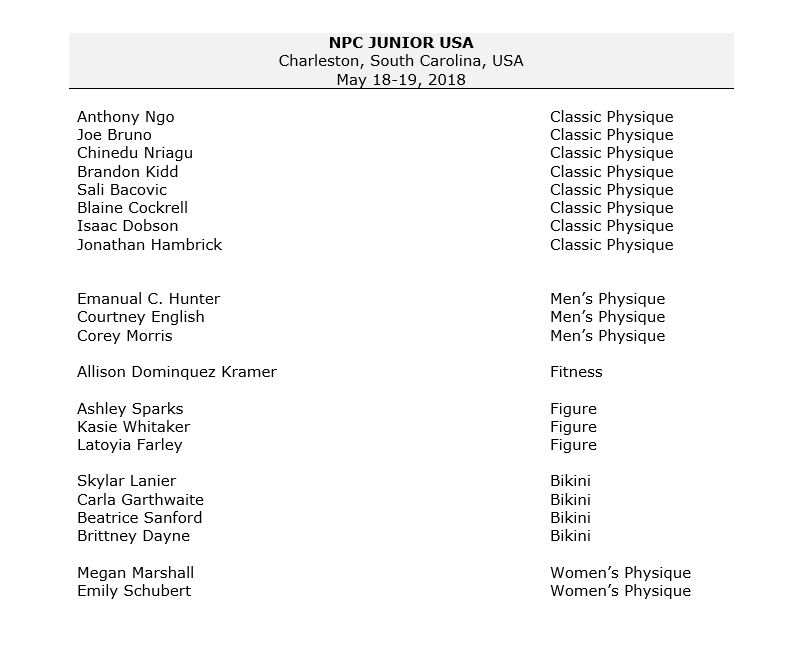 NPC JUNIOR USA
Charleston, South Carolina, USA
May 18-19, 2018
Anthony Ngo Classic Physique
Joe Bruno Classic Physique
Chinedu Nriagu Classic Physique
Brandon Kidd Classic Physique
Sali Bacovic Classic Physique
Blaine Cockrell Classic Physique
Isaac Dobson Classic Physique
Jonathan Hambrick Classic Physique
Emanual C. Hunter Men’s Physique
Courtney English Men’s Physique
Corey Morris Men’s Physique
Allison Dominquez Kramer Fitness
Ashley Sparks Figure
Kasie Whitaker Figure
Latoyia Farley Figure
Skylar Lanier Bikini
Carla Garthwaite Bikini
Beatrice Sanford Bikini
Brittney Dayne Bikini
Megan Marshall Women’s Physique
Emily Schubert Women’s Physique